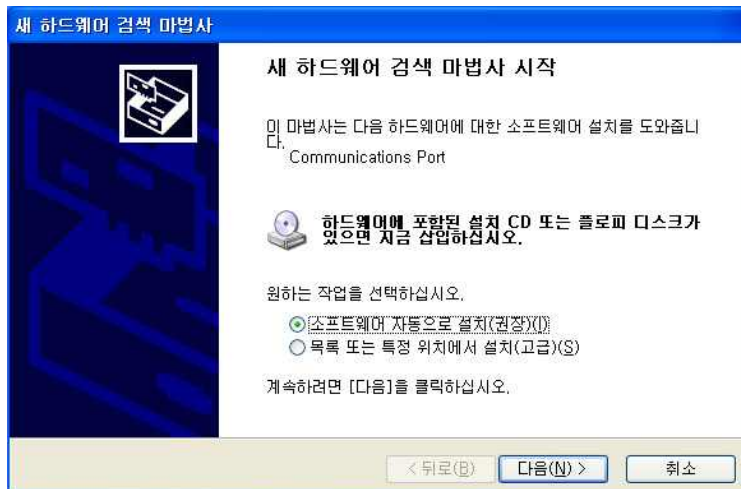 새 하드웨어 검색 마법사
새 하드웨어 검색 마법사 시작
이 마법사는 다음 하드웨어에 대한 소프트웨어 설치를 도와줍니
다.
Communications Port
하드웨어에 포함된 설치 CD 또는 플로피 디스크가
있으면 지금 삽입하십시오.
원하는 작업을 선택하십시오.
소프트웨어 자동으로 설치(권장)(I)
목록 또는 특정 위치에서 설치(고급)(S)
계속하려면 [다음]을 클릭하십시오.
< 뒤로(B) 다음(N) > 취소